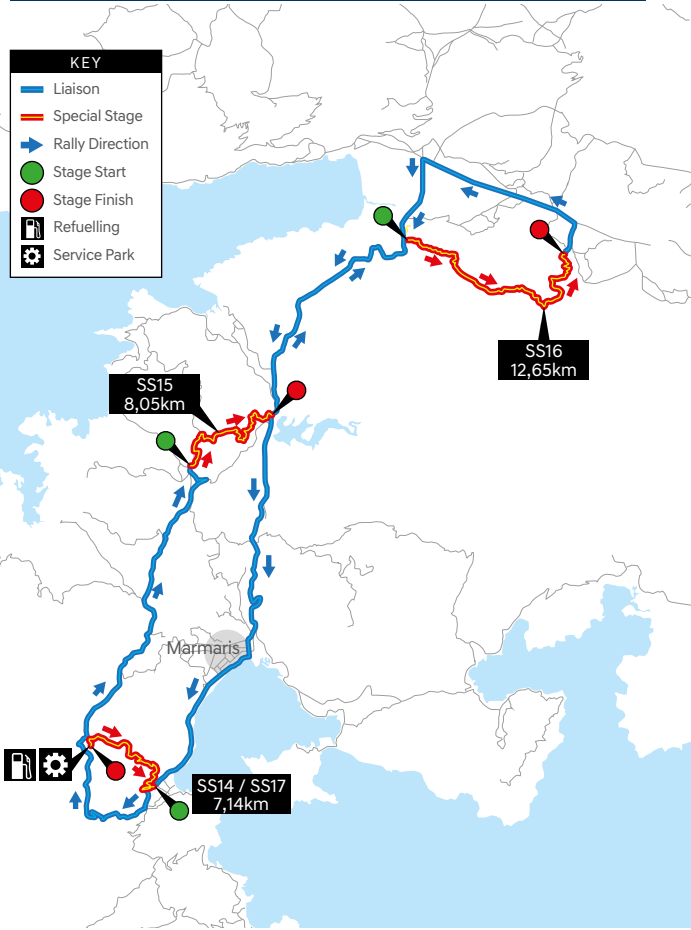 KEY
Liaison
Special Stage
Rally Direction
Stage Start
Stage Finish
Refuelling
Service Park
SS16
12,65km
SS15
8,05km
Marmaris
SS14 / SS17
7,14km